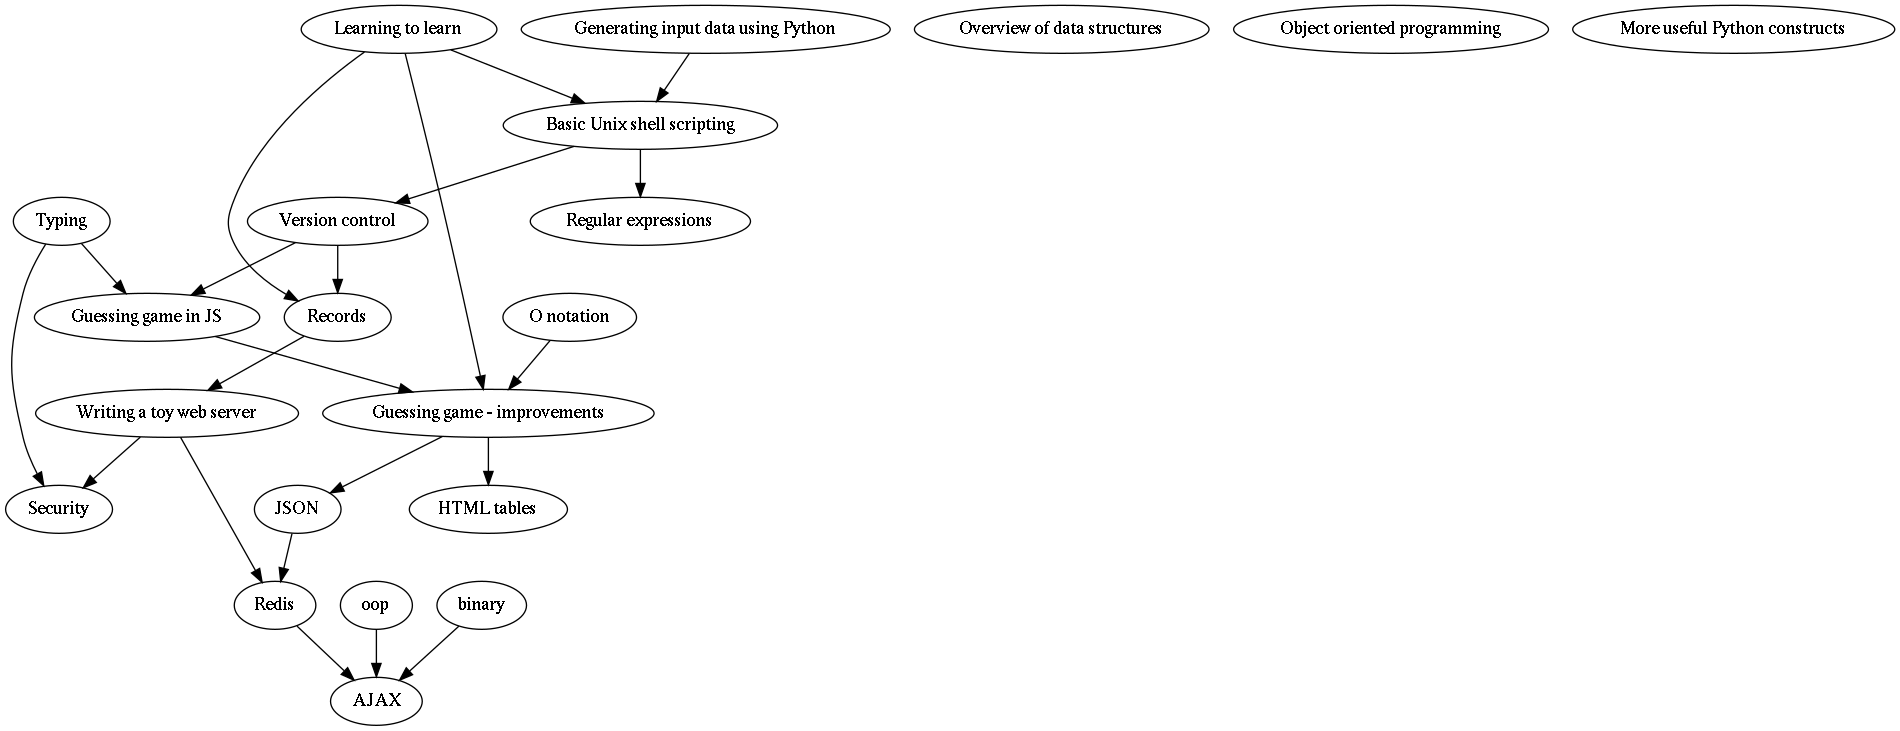 Learning to learn
Generating input data using Python
Overview of data structures
Object oriented programming
More useful Python constructs
Basic Unix shell scripting
Typing
Version control
Regular expressions
Guessing game in JS
Records
O notation
Writing a toy web server
Guessing game - improvements
Security
JSON
HTML tables
Redis
oop
binary
AJAX